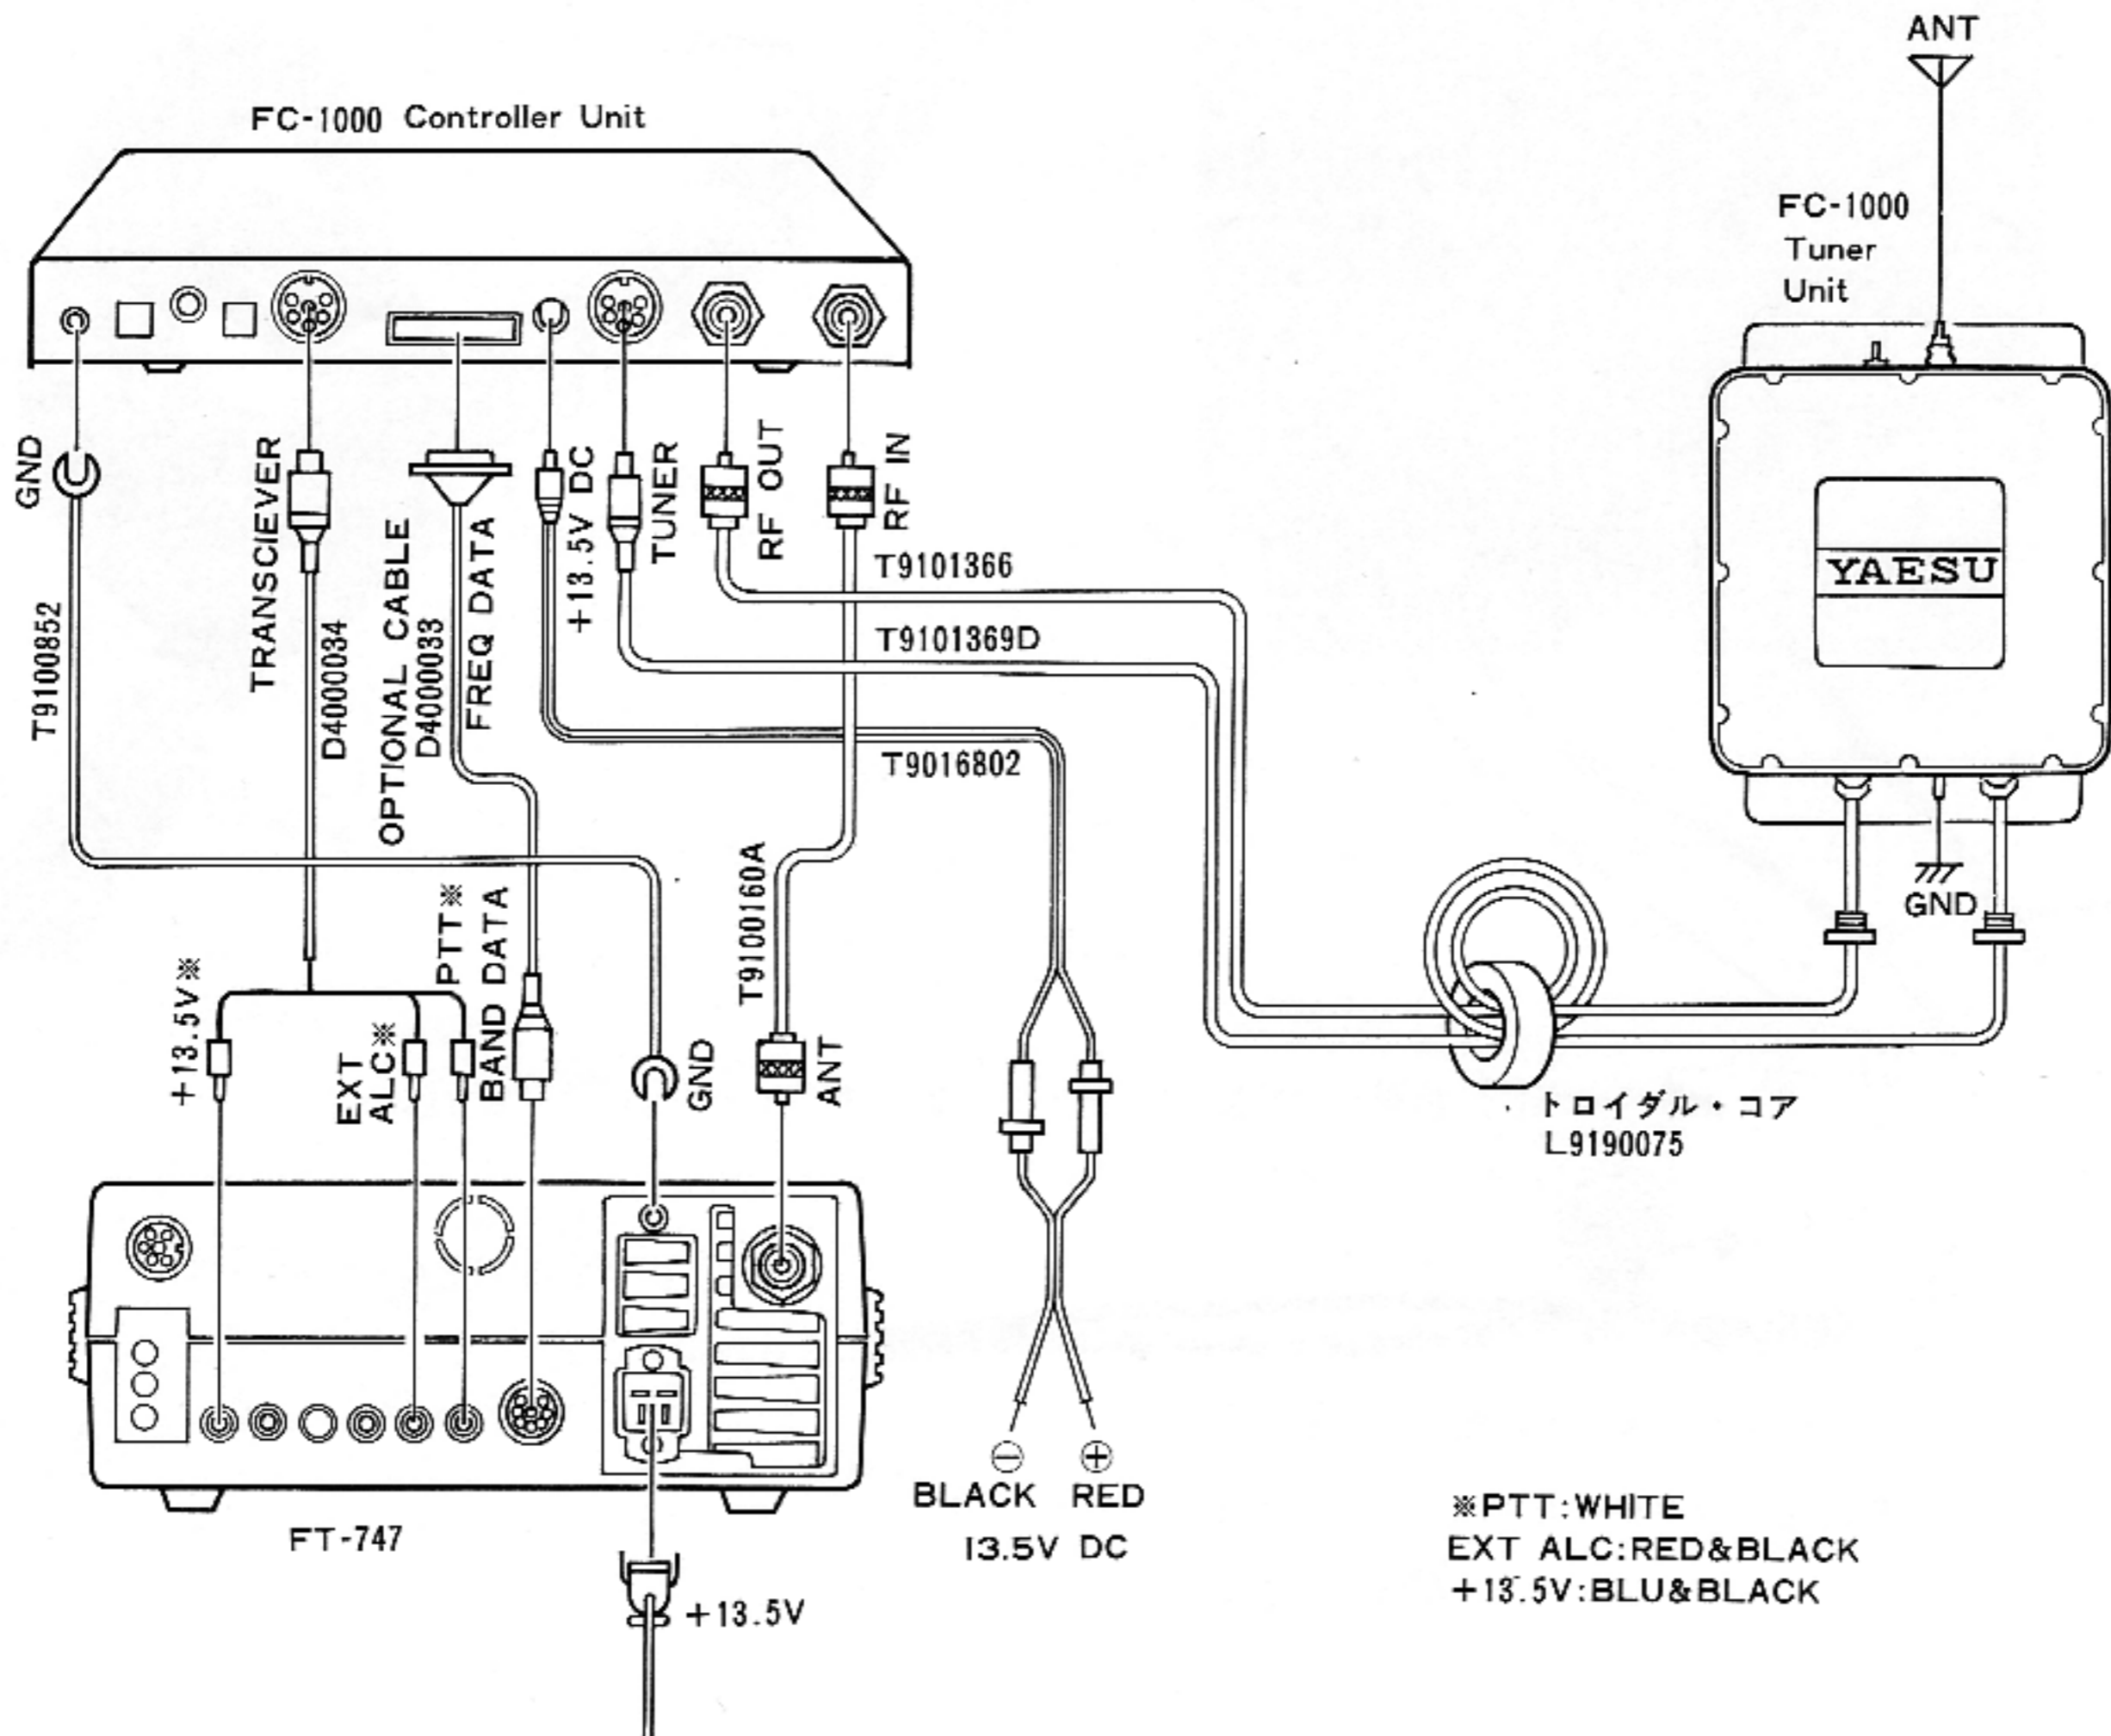 ANT
FC-1000 Controller Unit
FC-1000
Tuner
Unit
YAESU
GND
TRANSCIEVER
+13.5V DC
TUNER
RF OUT
RF IN
T9100852
D4000034
OPTIONAL CABLE
D4000033
FREQ DATA
T9101366
T9101369D
T9016802
T9100160A
GND
+13.5V※
EXT
ALC※
PTT※
BAND DATA
GND
ANT
トロイダル・コア
L9190075
FT-747
⊖ ⊕
BLACK RED
13.5V DC
+13.5V
※PTT:WHITE
EXT ALC:RED&BLACK
+13.5V:BLU&BLACK